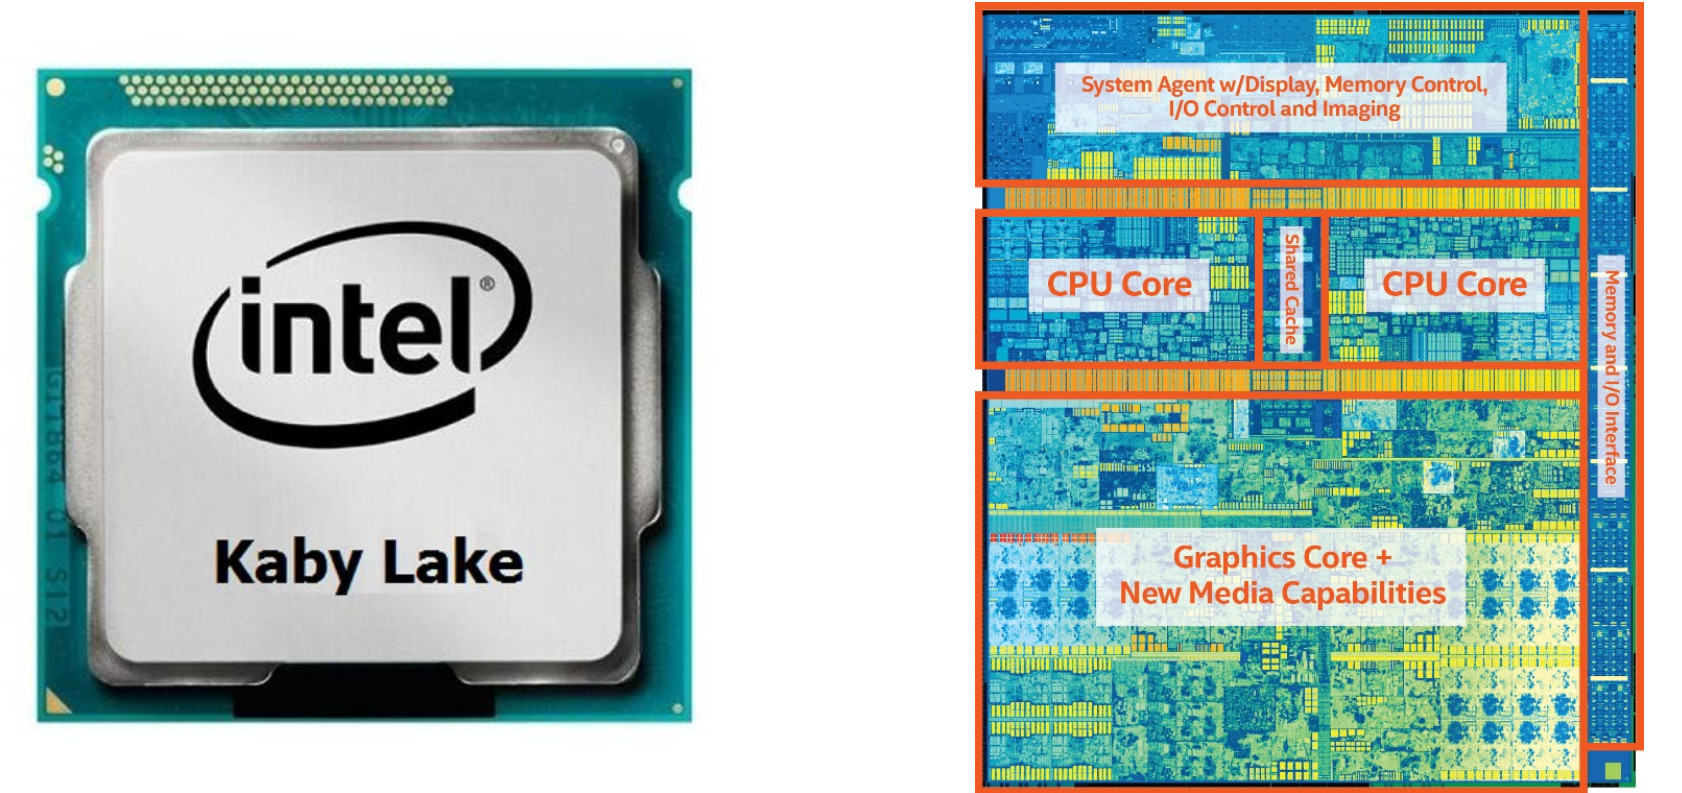 intel®
Kaby Lake
System Agent w/Display, Memory Control,
I/O Control and Imaging
CPU Core
Shared Cache
CPU Core
Memory and I/O Interface
Graphics Core +
New Media Capabilities